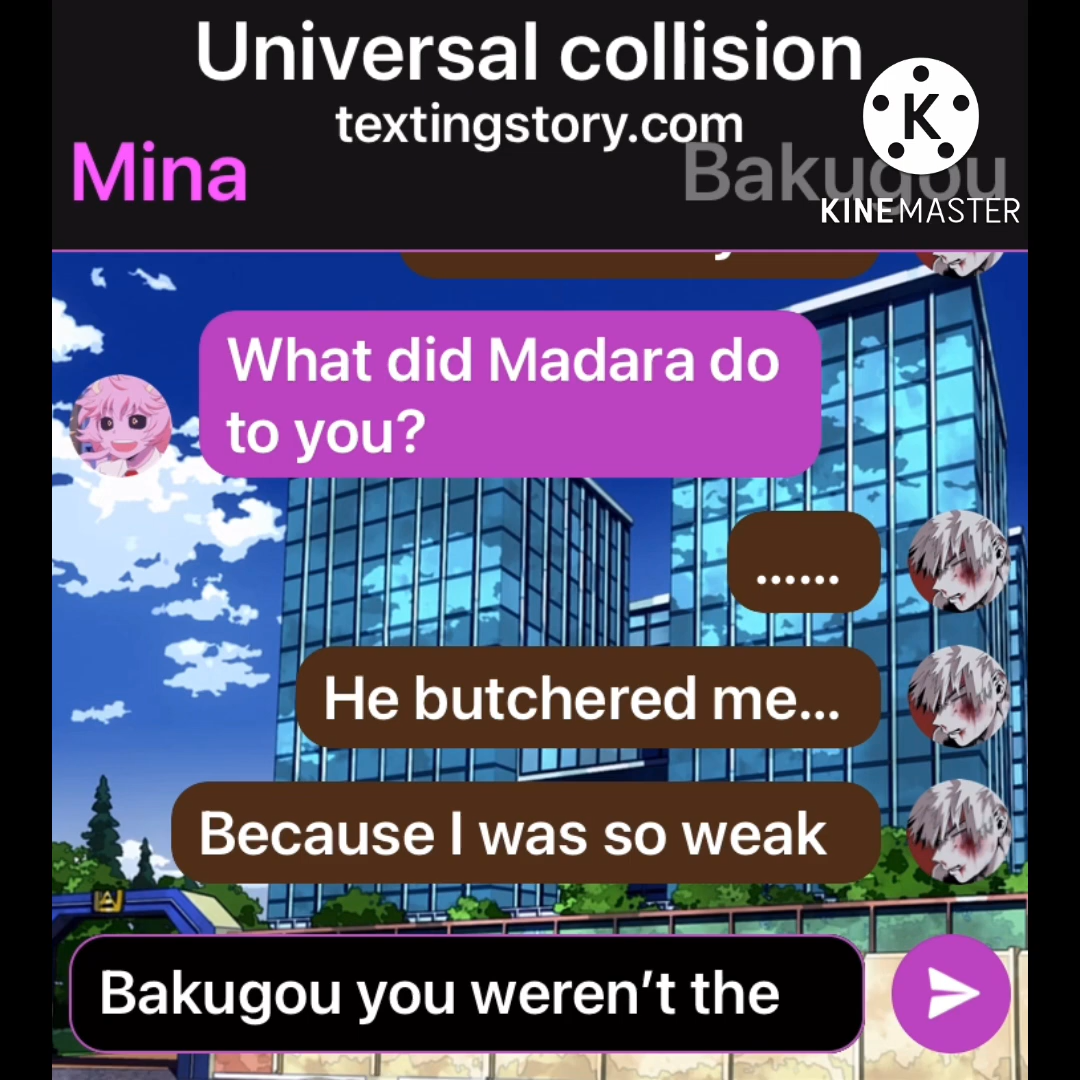 Universal collision
textingstory.com
Mina
Bakugou
K
KINEMASTER
What did Madara do
to you?
......
He butchered me...
Because I was so weak
Bakugou you weren’t the